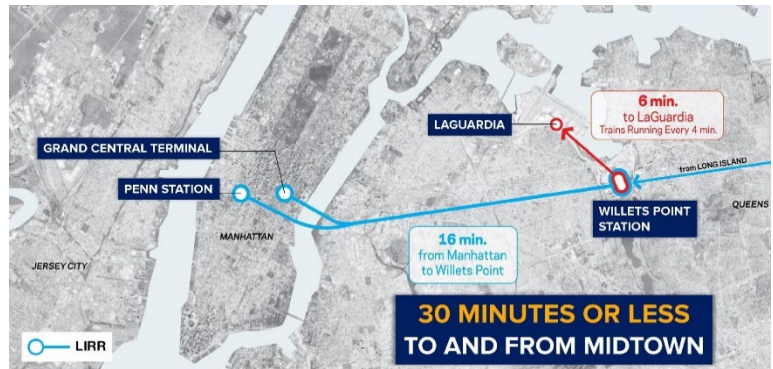 LAGUARDIA
6 min.
to LaGuardia
Trains Running Every 4 min.
GRAND CENTRAL TERMINAL
PENN STATION
from LONG ISLAND
WILLETS POINT
STATION
QUEENS
MANHATTAN
16 min.
from Manhattan
to Willets Point
JERSEY CITY
30 MINUTES OR LESS
TO AND FROM MIDTOWN
LIRR